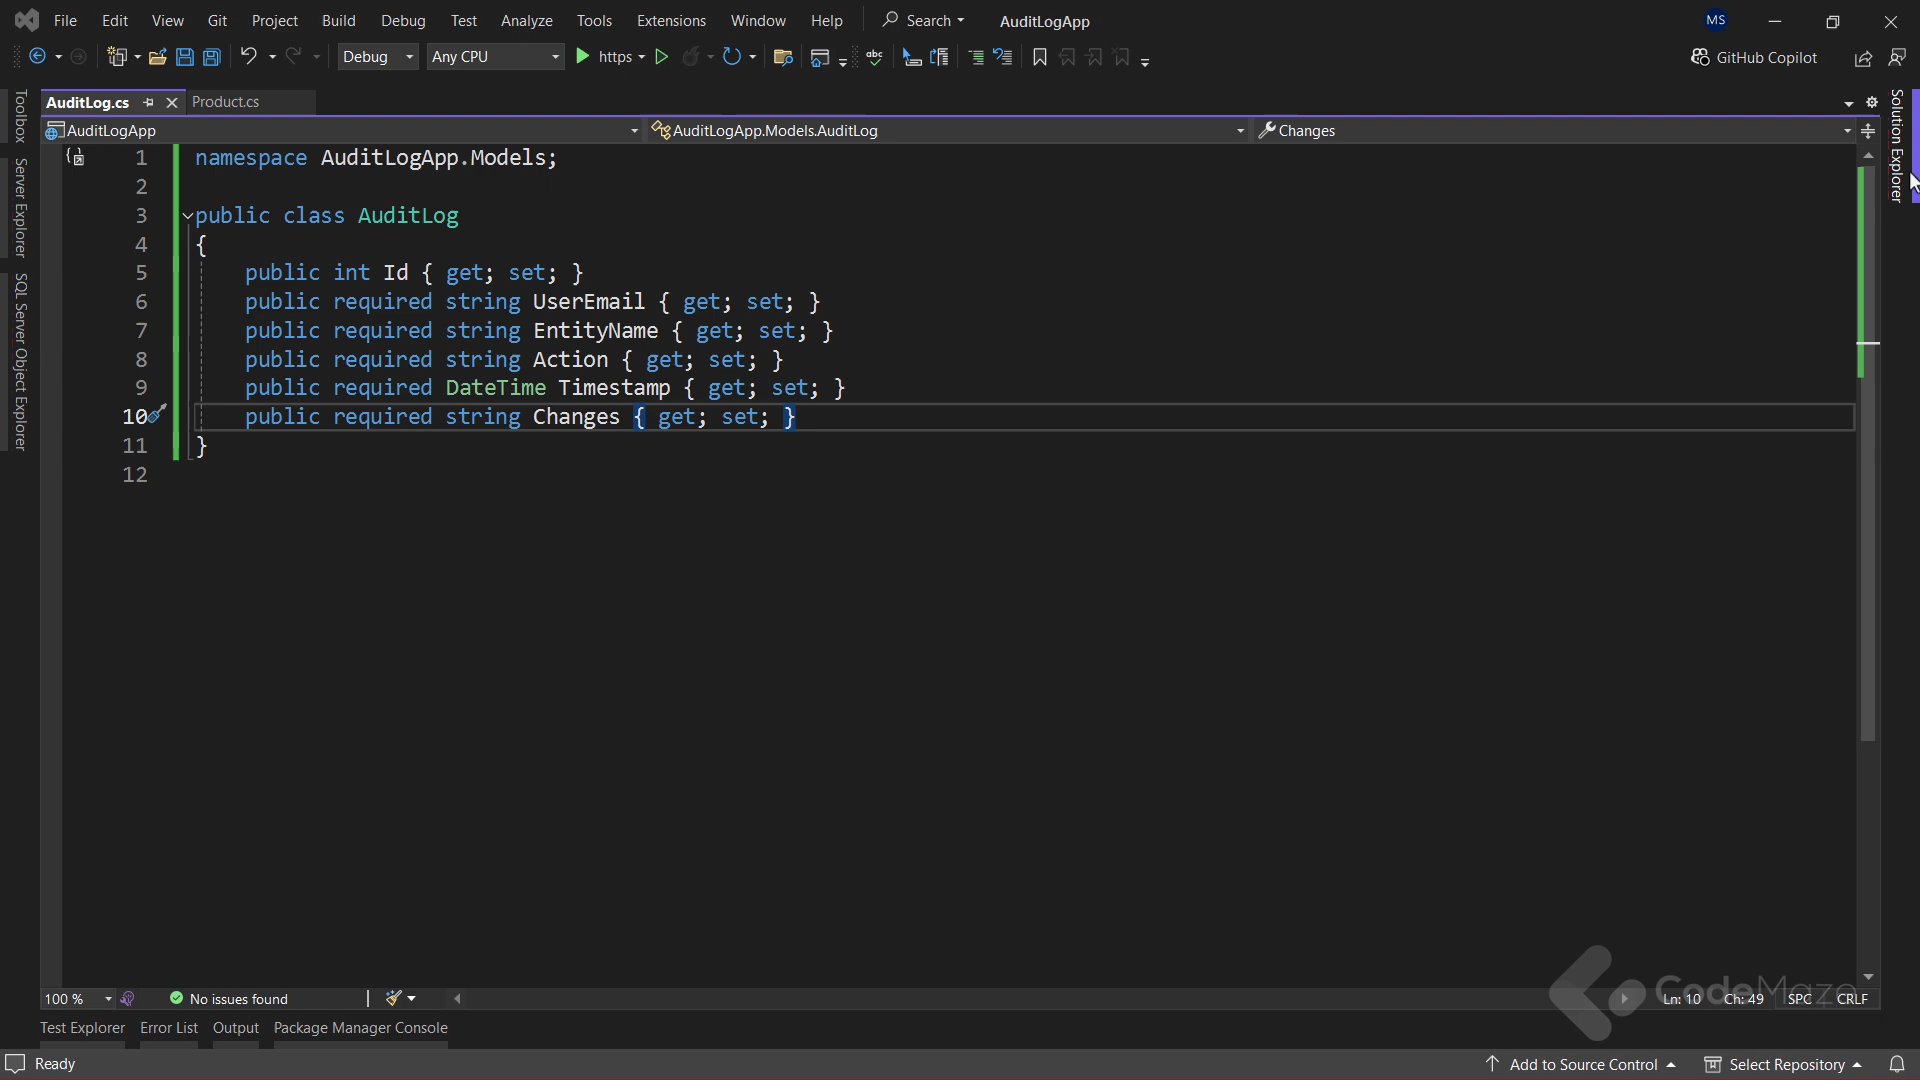 File Edit View Git Project Build Debug Test Analyze Tools Extensions Window Help Search AuditLogApp MS
Debug Any CPU https GitHub Copilot
AuditLog.cs Product.cs
AuditLogApp AuditLogApp.Models.AuditLog Changes
Toolbox
Server Explorer
SQL Server Object Explorer
Solution Explorer
1 namespace AuditLogApp.Models;
2
3 public class AuditLog
4 {
5 public int Id { get; set; }
6 public required string UserEmail { get; set; }
7 public required string EntityName { get; set; }
8 public required string Action { get; set; }
9 public required DateTime Timestamp { get; set; }
10 public required string Changes { get; set; }
11 }
12
CodeMaze
100 % No issues found Ln: 10 Ch: 49 SPC CRLF
Test Explorer Error List Output Package Manager Console
Ready Add to Source Control Select Repository